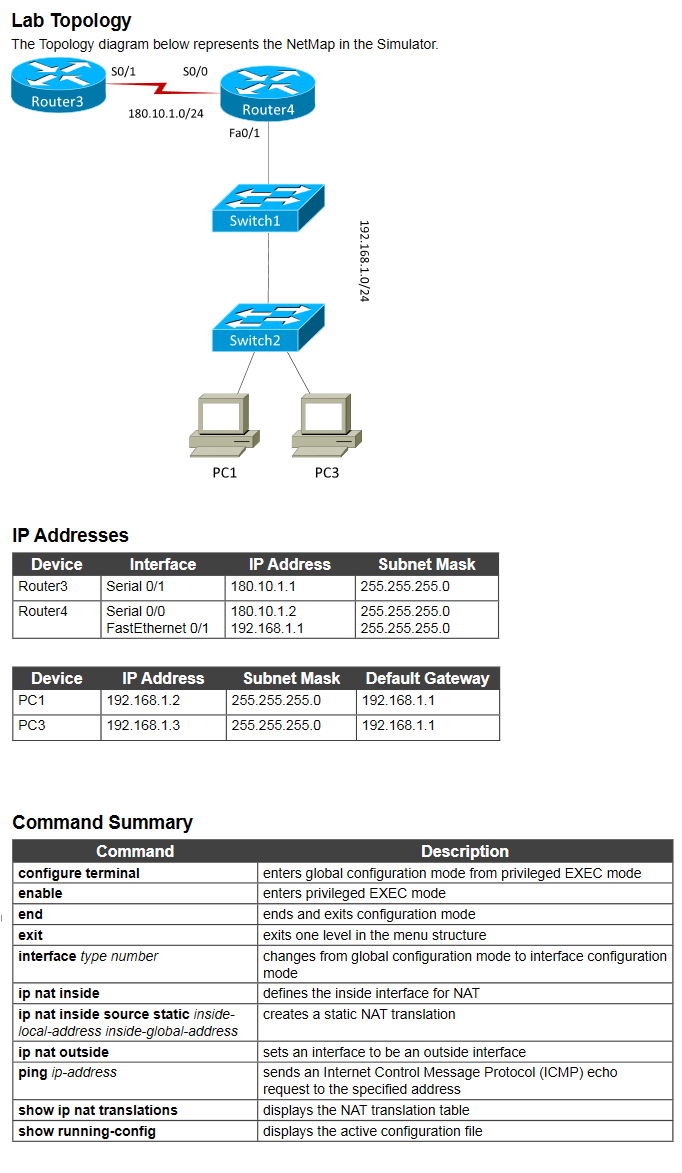 Lab Topology
The Topology diagram below represents the NetMap in the Simulator.
S0/1
S0/0
Router3
Router4
180.10.1.0/24
Fa0/1
Switch1
192.168.1.0/24
Switch2
PC1
PC3
IP Addresses
Device Interface IP Address Subnet Mask
Router3 Serial 0/1 180.10.1.1 255.255.255.0
Router4 Serial 0/0 180.10.1.2 255.255.255.0
FastEthernet 0/1 192.168.1.1 255.255.255.0
Device IP Address Subnet Mask Default Gateway
PC1 192.168.1.2 255.255.255.0 192.168.1.1
PC3 192.168.1.3 255.255.255.0 192.168.1.1
Command Summary
Command Description
configure terminal enters global configuration mode from privileged EXEC mode
enable enters privileged EXEC mode
end ends and exits configuration mode
exit exits one level in the menu structure
interface type number changes from global configuration mode to interface configuration
mode
ip nat inside defines the inside interface for NAT
ip nat inside source static inside- creates a static NAT translation
local-address inside-global-address
ip nat outside sets an interface to be an outside interface
ping ip-address sends an Internet Control Message Protocol (ICMP) echo
request to the specified address
show ip nat translations displays the NAT translation table
show running-config displays the active configuration file